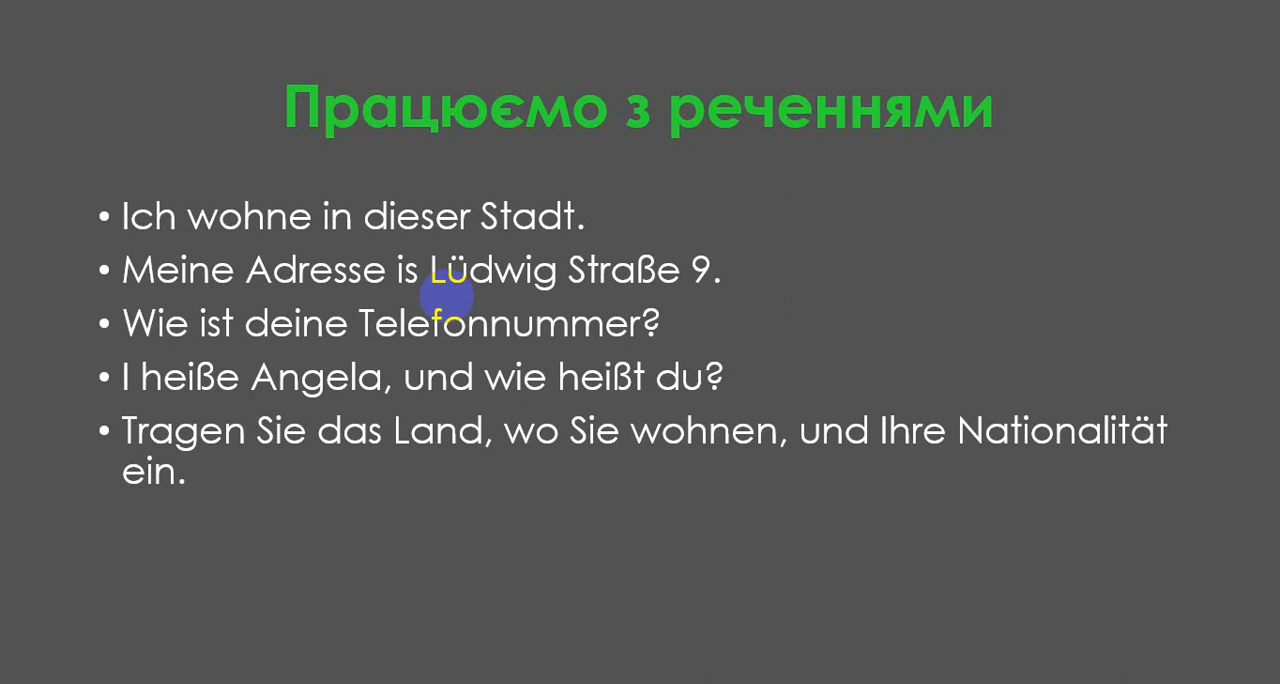 Працюємо з реченнями
• Ich wohne in dieser Stadt.
• Meine Adresse is Lüdwig Straße 9.
• Wie ist deine Telefonnummer?
• I heiße Angela, und wie heißt du?
• Tragen Sie das Land, wo Sie wohnen, und Ihre Nationalität
ein.